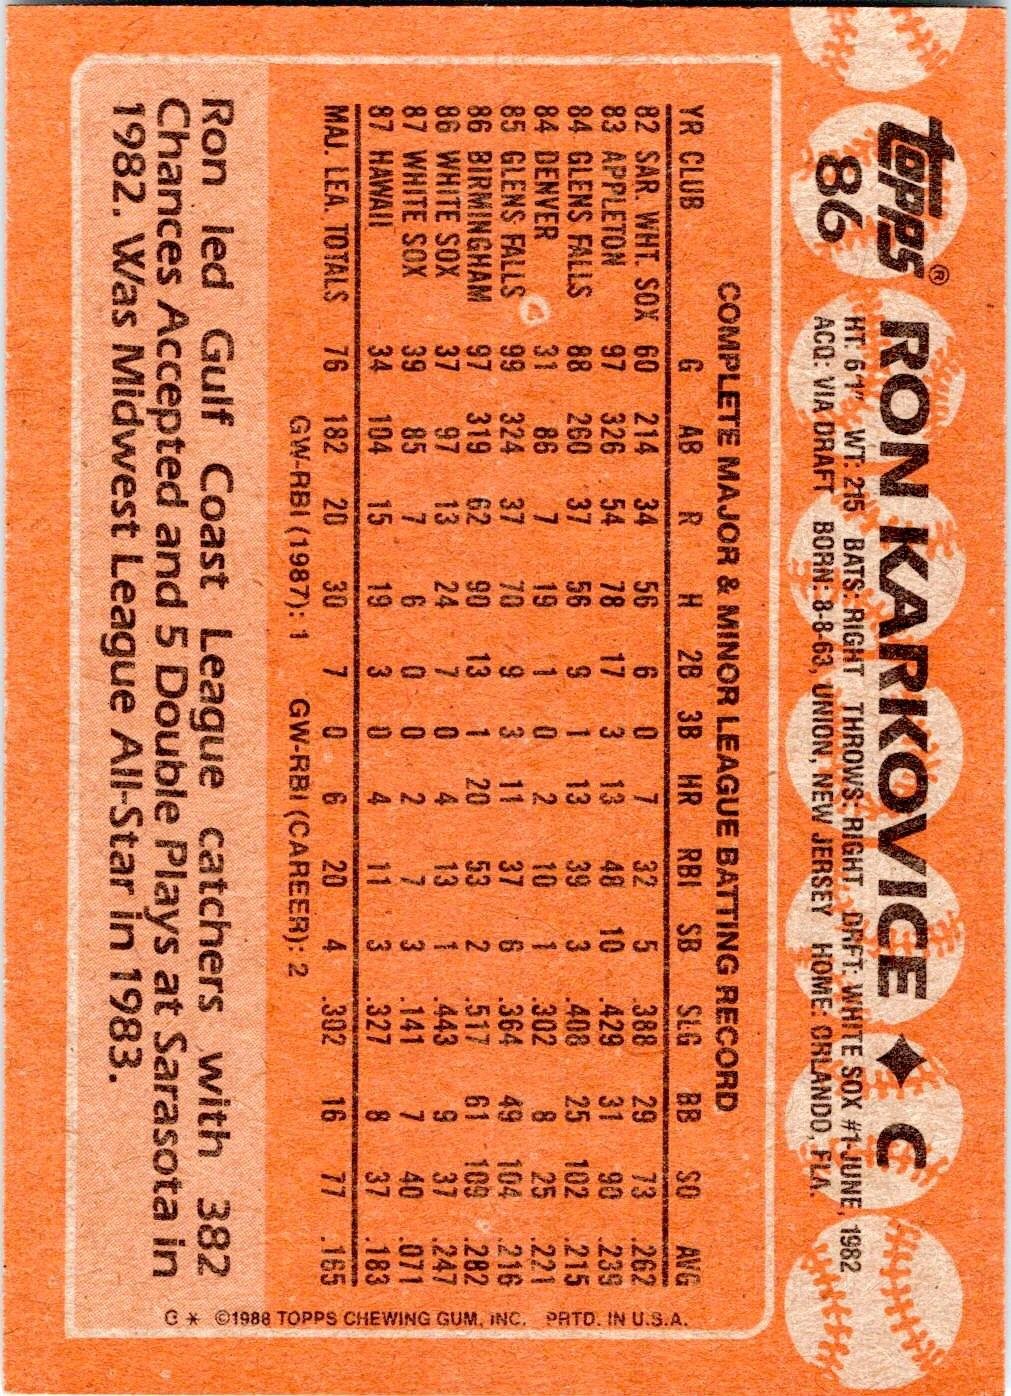 Topps®
86
RON KARKOVICE ◆ C
HT: 6'1" WT: 215 BATS: RIGHT THROWS: RIGHT DRFT: WHITE SOX #1-JUNE, 1982
ACQ: VIA DRAFT BORN: 8-8-63, UNION, NEW JERSEY HOME: ORLANDO, FLA.
COMPLETE MAJOR & MINOR LEAGUE BATTING RECORD
YR CLUB G AB R H 2B 3B HR RBI SB SLG BB SO AVG
82 SAR. WHT. SOX 60 214 34 56 6 0 7 32 5 .388 29 73 .262
83 APPLETON 97 326 54 78 17 3 13 48 10 .429 31 90 .239
84 GLENS FALLS 88 260 37 56 9 1 13 39 3 .408 25 102 .215
84 DENVER 31 86 7 19 1 0 2 10 1 .302 8 25 .221
85 GLENS FALLS 99 324 37 70 9 3 11 37 6 .364 49 104 .216
86 BIRMINGHAM 97 319 62 90 13 1 20 53 2 .517 61 109 .282
86 WHITE SOX 37 97 13 24 7 0 4 13 1 .443 9 37 .247
87 WHITE SOX 39 85 7 6 0 0 2 7 3 .141 7 40 .071
87 HAWAII 34 104 15 19 3 0 4 11 3 .327 8 37 .183
MAJ. LEA. TOTALS 76 182 20 30 7 0 6 20 4 .302 16 77 .165
GW-RBI (1987): 1 GW-RBI (CAREER): 2
Ron led Gulf Coast League catchers with 382
Chances Accepted and 5 Double Plays at Sarasota in
1982. Was Midwest League All-Star in 1983.
G * ©1988 TOPPS CHEWING GUM, INC. PRTD. IN U.S.A.